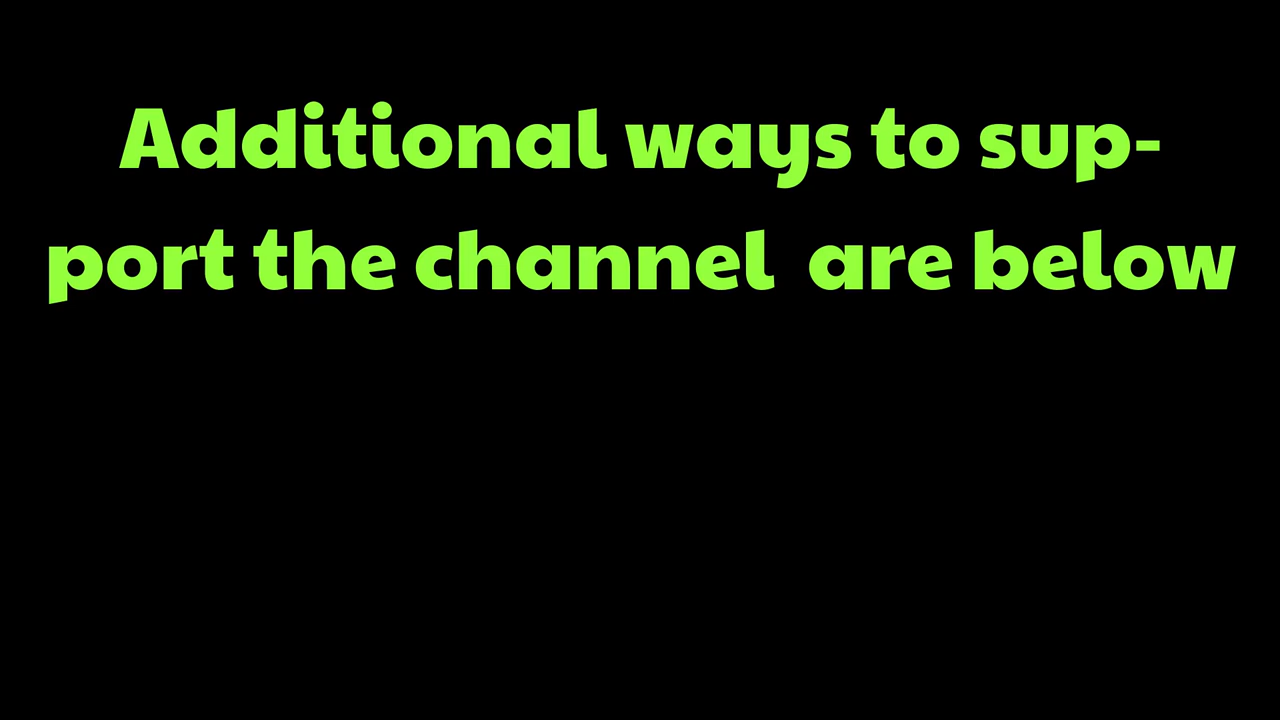 Additional ways to sup-
port the channel  are below